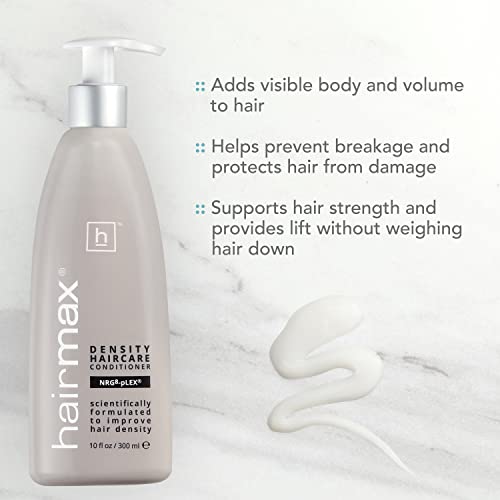 Adds visible body and volume
to hair
Helps prevent breakage and
protects hair from damage
Supports hair strength and
provides lift without weighing
hair down
h
hairmax®
DENSITY
HAIRCARE
CONDITIONER
NRG8-pLEX®
scientifically
formulated
to improve
hair density
10 fl oz / 300 ml ℮